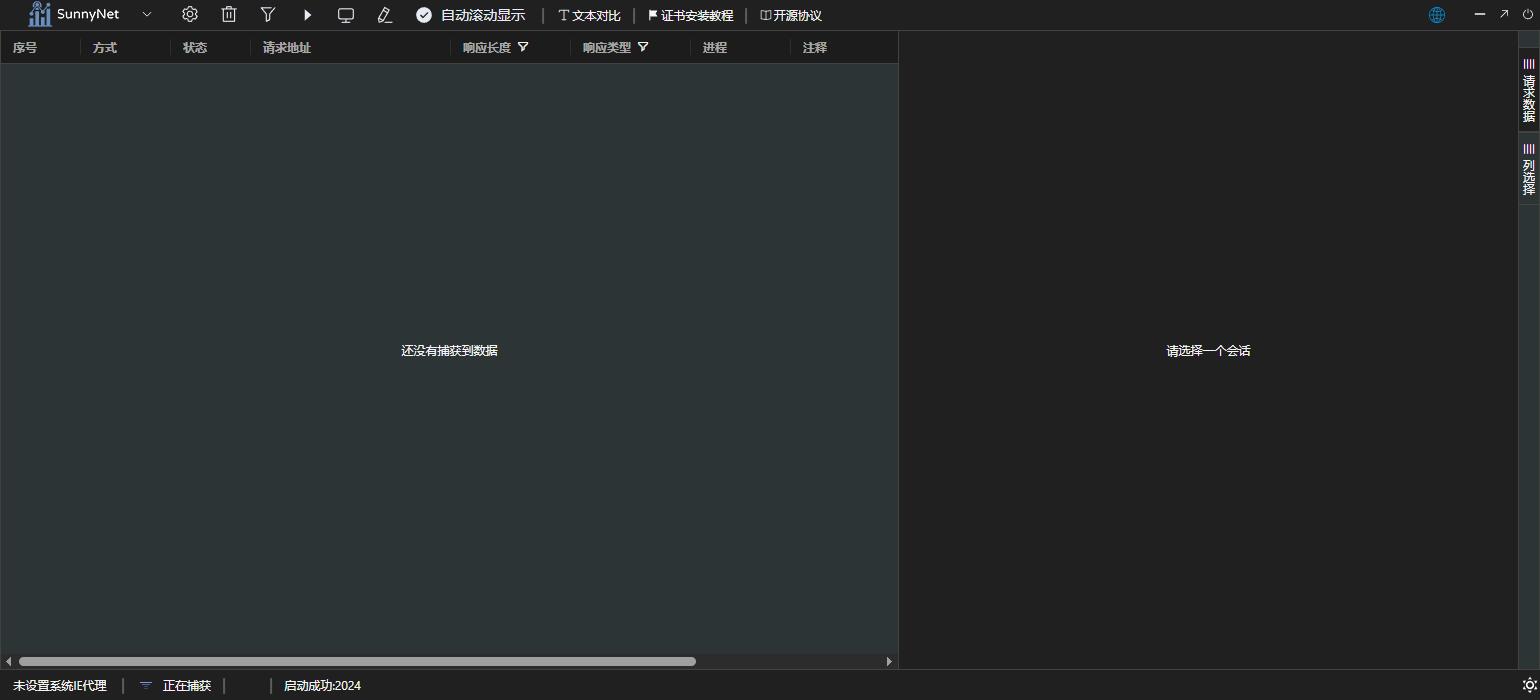 SunnyNet 自动滚动显示 文本对比 证书安装教程 开源协议
序号 方式 状态 请求地址 响应长度 响应类型 进程 注释
请求数据
列选择
还没有捕获到数据 请选择一个会话
未设置系统IE代理 正在捕获 启动成功:2024